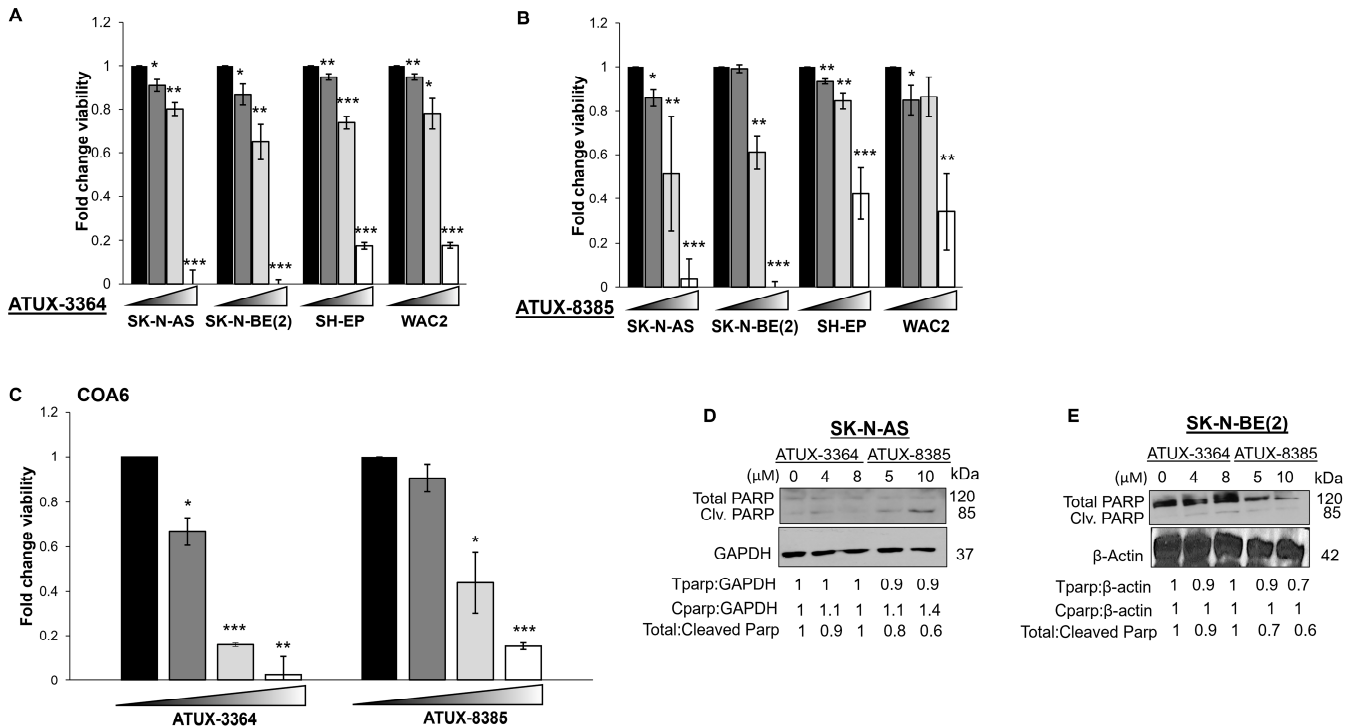 A
1.2
1
0.8
0.6
0.4
0.2
0
Fold change viability
* ** ***
* ** ***
** *** ***
** * ***
ATUX-3364
SK-N-AS SK-N-BE(2) SH-EP WAC2
B
1.2
1
0.8
0.6
0.4
0.2
0
Fold change viability
* ** ***
** ***
** ** ***
* **
ATUX-8385
SK-N-AS SK-N-BE(2) SH-EP WAC2
C COA6
1.2
1
0.8
0.6
0.4
0.2
0
Fold change viability
* *** **
* ***
ATUX-3364 ATUX-8385
D
SK-N-AS
ATUX-3364 ATUX-8385
(μM) 0 4 8 5 10 kDa
Total PARP 120
Clv. PARP 85
GAPDH 37
Tparp:GAPDH 1 1 1 0.9 0.9
Cparp:GAPDH 1 1.1 1 1.1 1.4
Total:Cleaved Parp 1 0.9 1 0.8 0.6
E
SK-N-BE(2)
ATUX-3364 ATUX-8385
(μM) 0 4 8 5 10 kDa
Total PARP 120
Clv. PARP 85
β-Actin 42
Tparp:β-actin 1 0.9 1 0.9 0.7
Cparp:β-actin 1 1 1 1 1
Total:Cleaved Parp 1 0.9 1 0.7 0.6